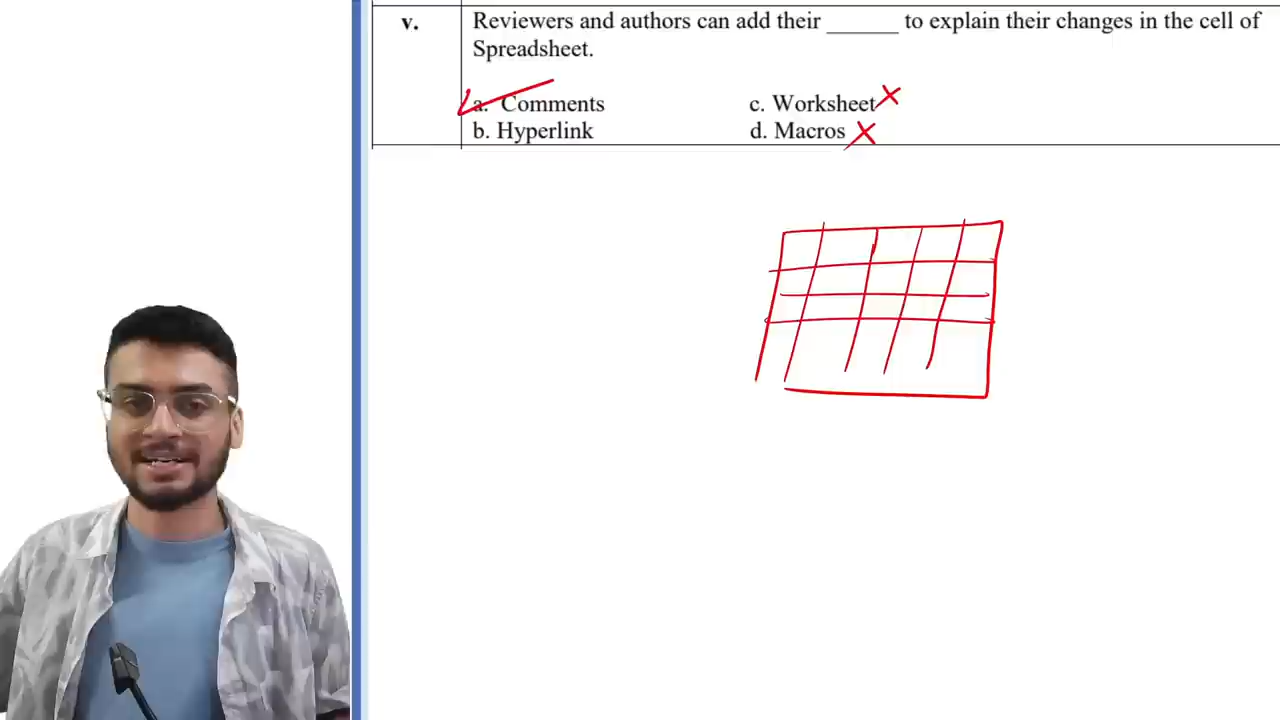 v.
Reviewers and authors can add their ______ to explain their changes in the cell of
Spreadsheet.
a. Comments
c. Worksheet
b. Hyperlink
d. Macros